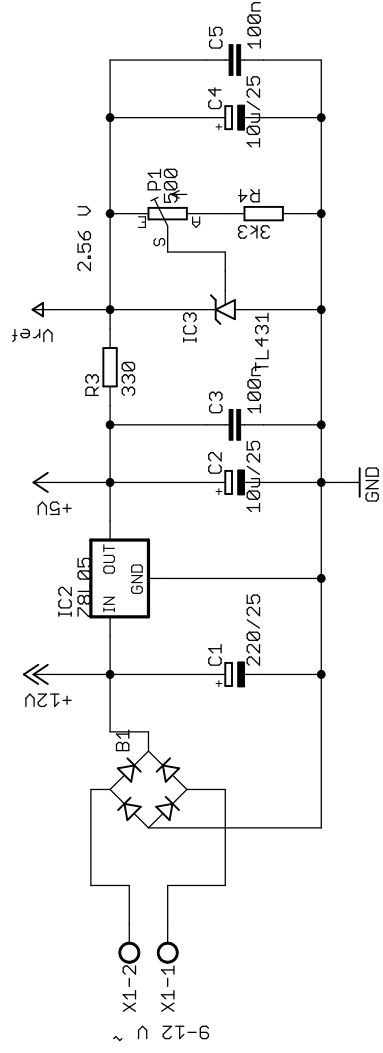 9-12 V ~
X1-2
X1-1
B1
+12V
C1
220/25
IC2
78L05
IN
OUT
GND
+5V
C2
10u/25
C3
100n
GND
R3
330
Vref
IC3
TL431
2.56 V
P1
500
E
A
S
R4
3k3
C4
10u/25
C5
100n
+
+
+